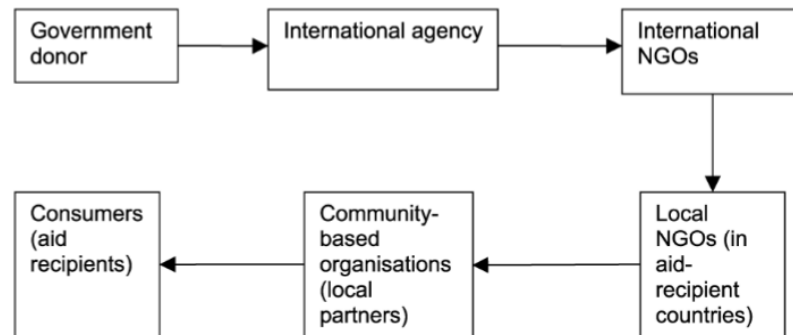 Government
donor
International agency
International
NGOs
Consumers
(aid
recipients)
Community-
based
organisations
(local
partners)
Local
NGOs (in
aid-
recipient
countries)